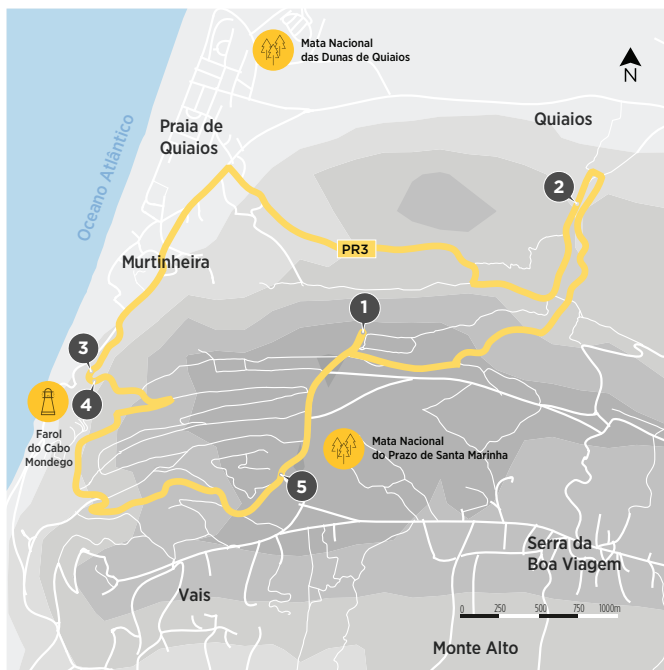 Mata Nacional
das Dunas de Quiaios
N
Oceano Atlântico
Praia de
Quiaios
Quiaios
2
PR3
Murtinheira
1
3
4
Farol
do Cabo
Mondego
Mata Nacional
do Prazo de Santa Marinha
5
Serra da
Boa Viagem
Vais
0 250 500 750 1000m
Monte Alto